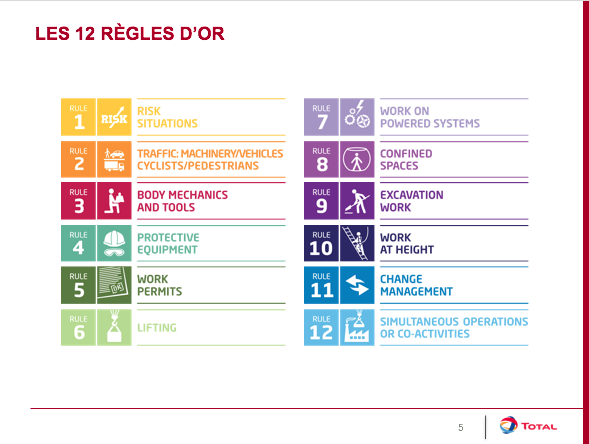 LES 12 RÈGLES D'OR
RULE
1
RISK
RISK
SITUATIONS
RULE
2
TRAFFIC: MACHINERY/VEHICLES
CYCLISTS/PEDESTRIANS
RULE
3
BODY MECHANICS
AND TOOLS
RULE
4
PROTECTIVE
EQUIPMENT
RULE
5
WORK
PERMITS
RULE
6
LIFTING
RULE
7
WORK ON
POWERED SYSTEMS
RULE
8
CONFINED
SPACES
RULE
9
EXCAVATION
WORK
RULE
10
WORK
AT HEIGHT
RULE
11
CHANGE
MANAGEMENT
RULE
12
SIMULTANEOUS OPERATIONS
OR CO-ACTIVITIES
5
TOTAL